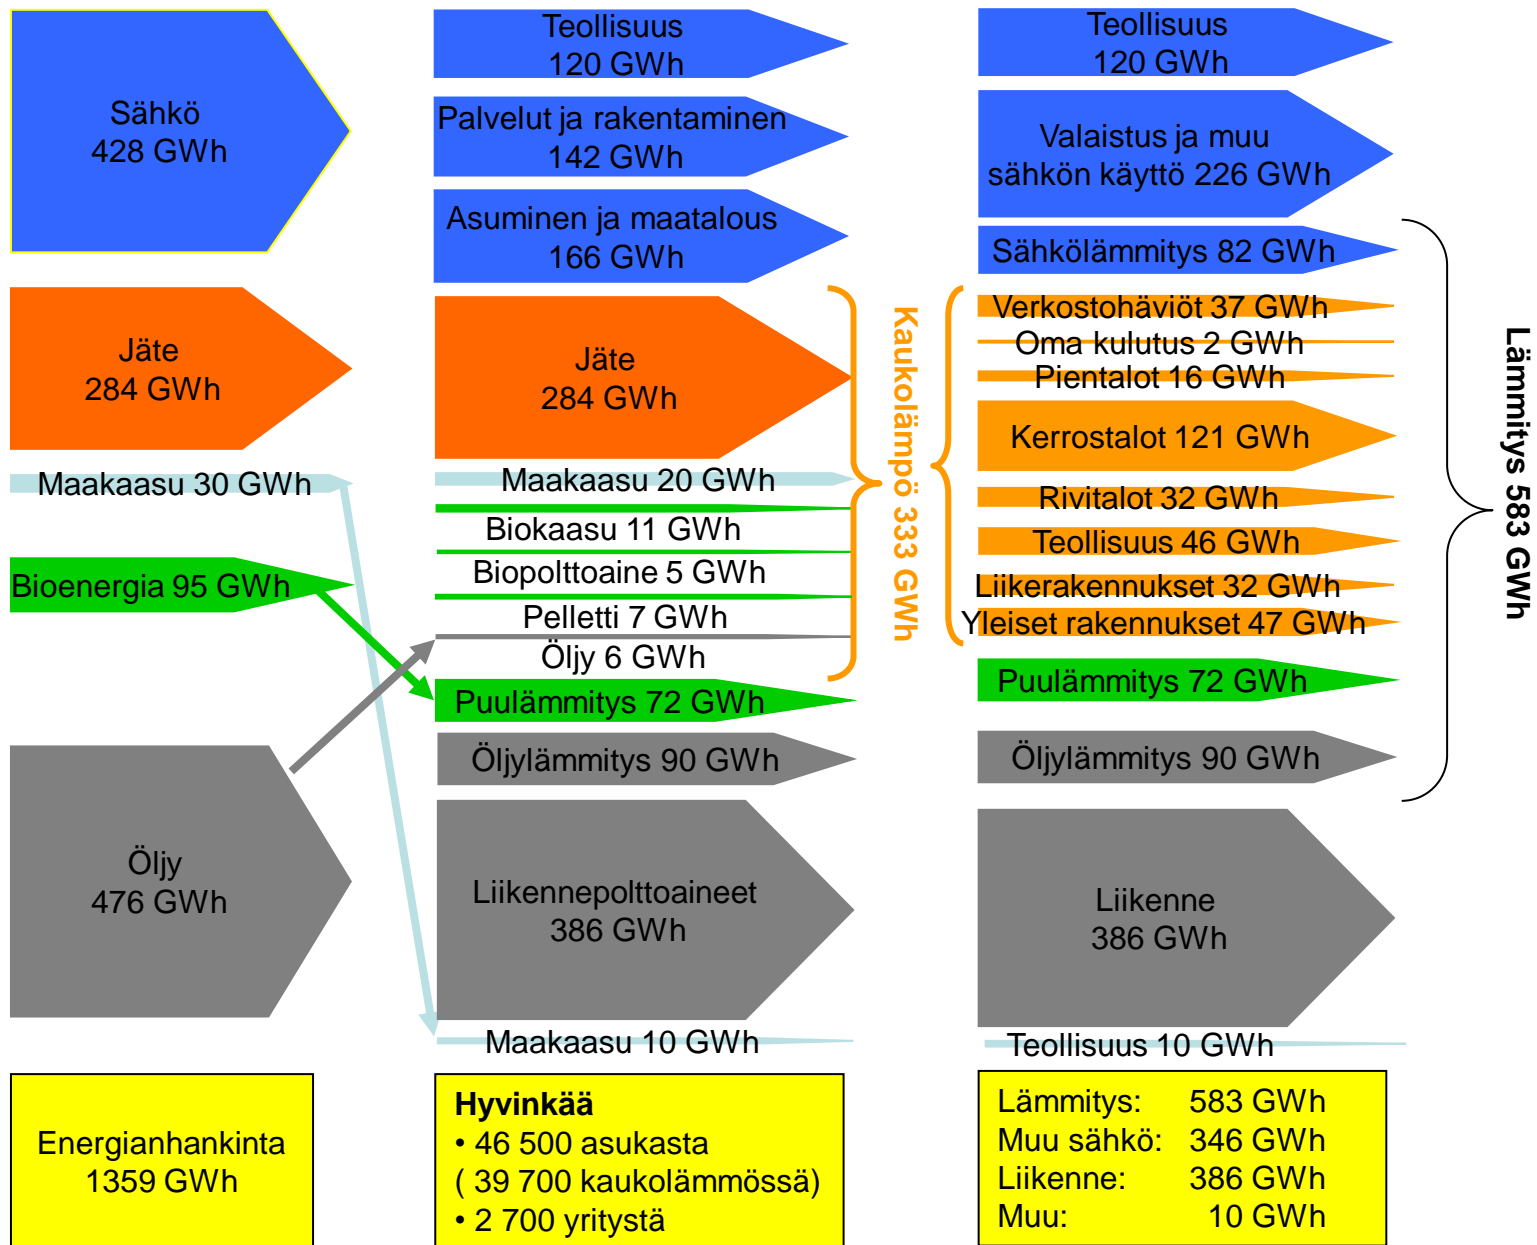 Sähkö
428 GWh
Jäte
284 GWh
Maakaasu 30 GWh
Bioenergia 95 GWh
Öljy
476 GWh
Energianhankinta
1359 GWh
Teollisuus
120 GWh
Palvelut ja rakentaminen
142 GWh
Asuminen ja maatalous
166 GWh
Jäte
284 GWh
Maakaasu 20 GWh
Biokaasu 11 GWh
Biopolttoaine 5 GWh
Pelletti 7 GWh
Öljy 6 GWh
Kaukolämpö 333 GWh
Puulämmitys 72 GWh
Öljylämmitys 90 GWh
Liikennepolttoaineet
386 GWh
Maakaasu 10 GWh
Hyvinkää
• 46 500 asukasta
( 39 700 kaukolämmössä)
• 2 700 yritystä
Teollisuus
120 GWh
Valaistus ja muu
sähkön käyttö 226 GWh
Sähkölämmitys 82 GWh
Verkostohäviöt 37 GWh
Oma kulutus 2 GWh
Pientalot 16 GWh
Kerrostalot 121 GWh
Rivitalot 32 GWh
Teollisuus 46 GWh
Liikerakennukset 32 GWh
Yleiset rakennukset 47 GWh
Puulämmitys 72 GWh
Öljylämmitys 90 GWh
Lämmitys 583 GWh
Liikenne
386 GWh
Teollisuus 10 GWh
Lämmitys: 583 GWh
Muu sähkö: 346 GWh
Liikenne: 386 GWh
Muu: 10 GWh